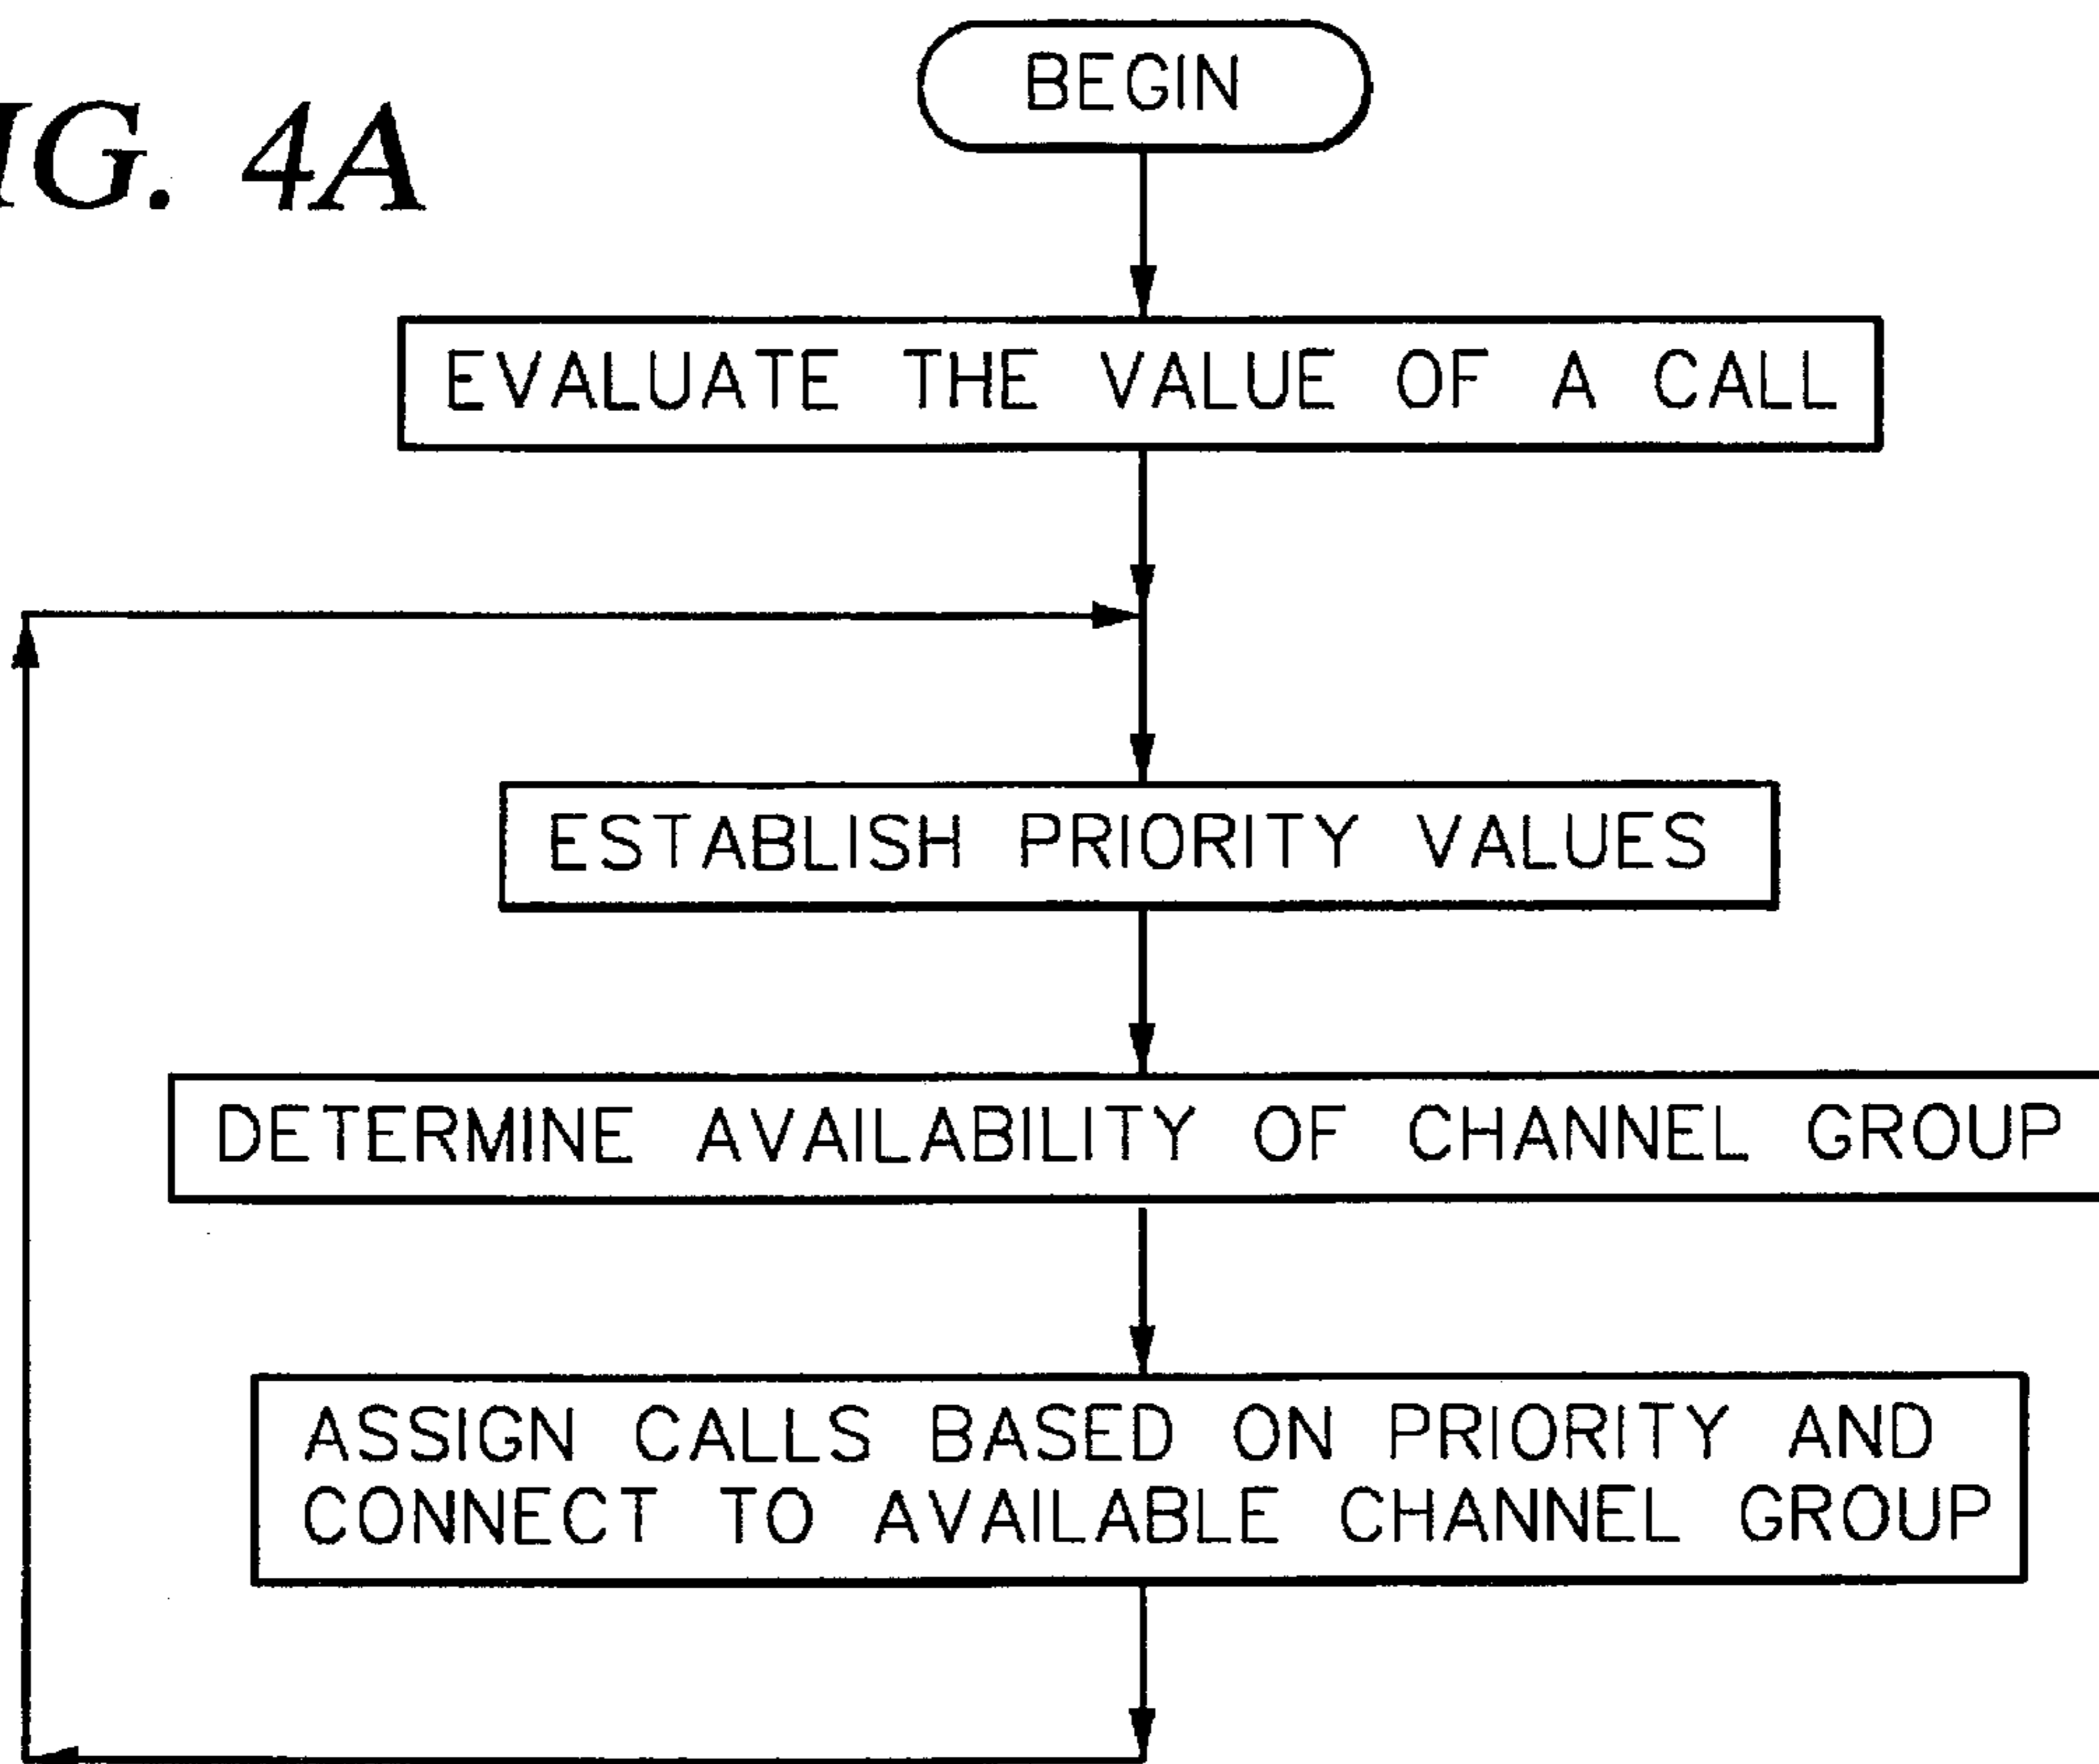 BEGIN
IG. 4A
EVALUATE THE VALUE OF A CALL
ESTABLISH PRIORITY VALUES
DETERMINE AVAILABILITY OF CHANNEL GROUP
ASSIGN CALLS BASED ON PRIORITY AND
CONNECT TO AVAILABLE CHANNEL GROUP